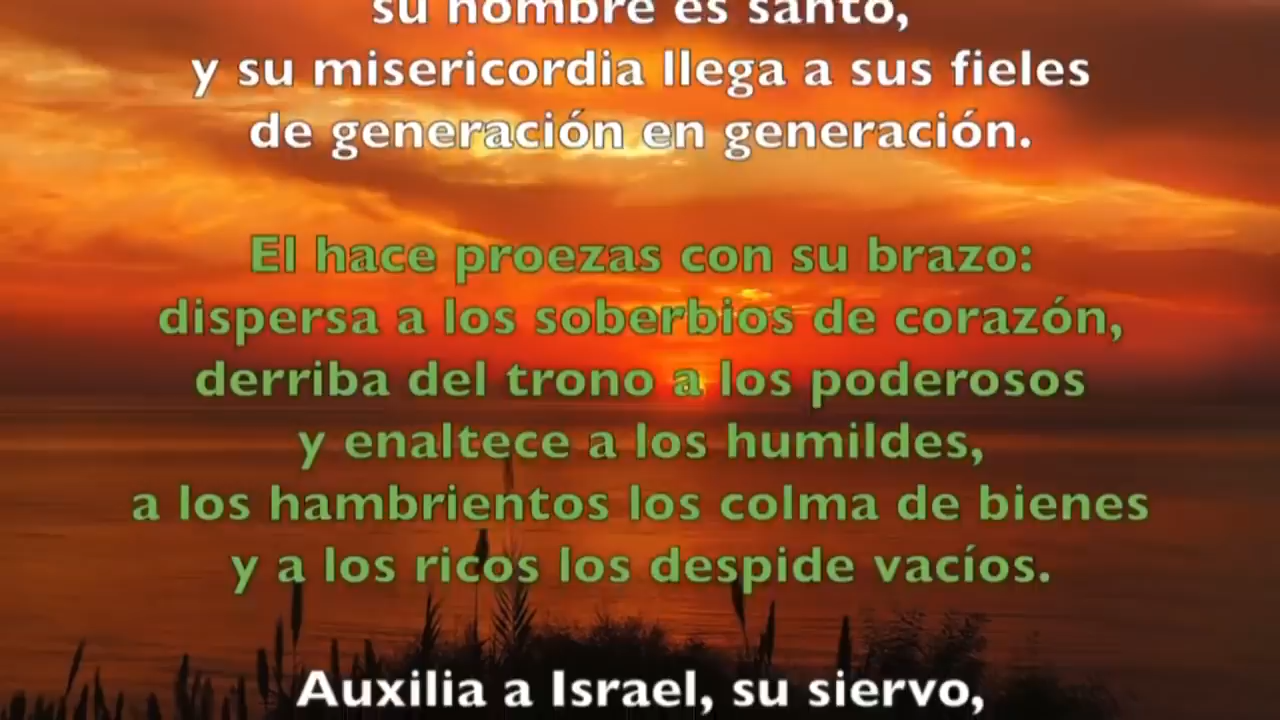 su nombre es santo,
y su misericordia llega a sus fieles
de generación en generación.
El hace proezas con su brazo:
dispersa a los soberbios de corazón,
derriba del trono a los poderosos
y enaltece a los humildes,
a los hambrientos los colma de bienes
y a los ricos los despide vacíos.
Auxilia a Israel, su siervo,